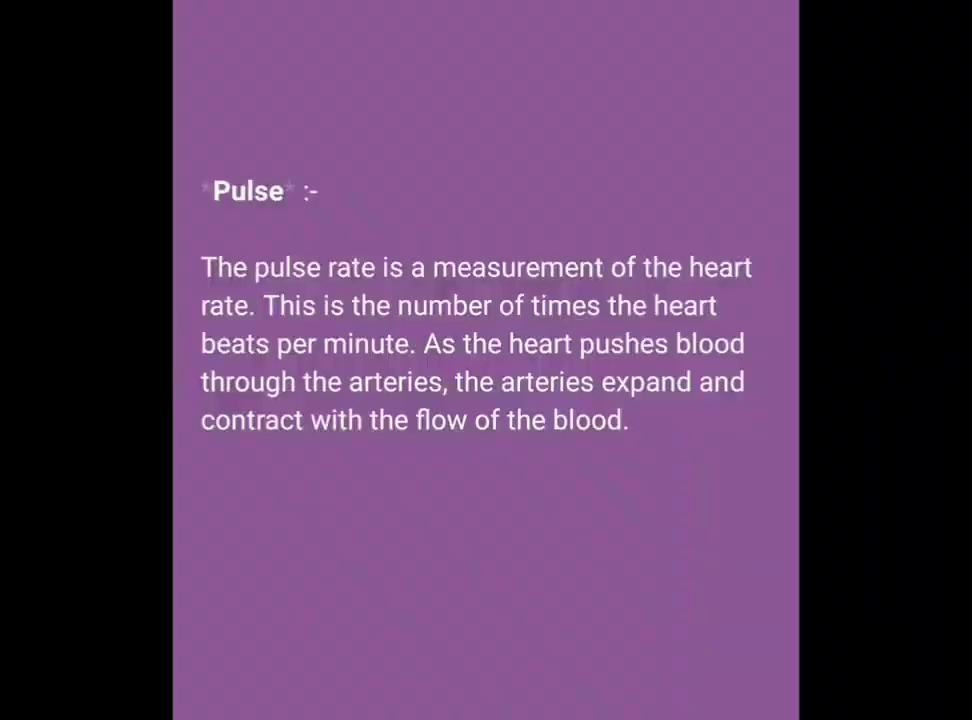 *Pulse* :-
The pulse rate is a measurement of the heart
rate. This is the number of times the heart
beats per minute. As the heart pushes blood
through the arteries, the arteries expand and
contract with the flow of the blood.